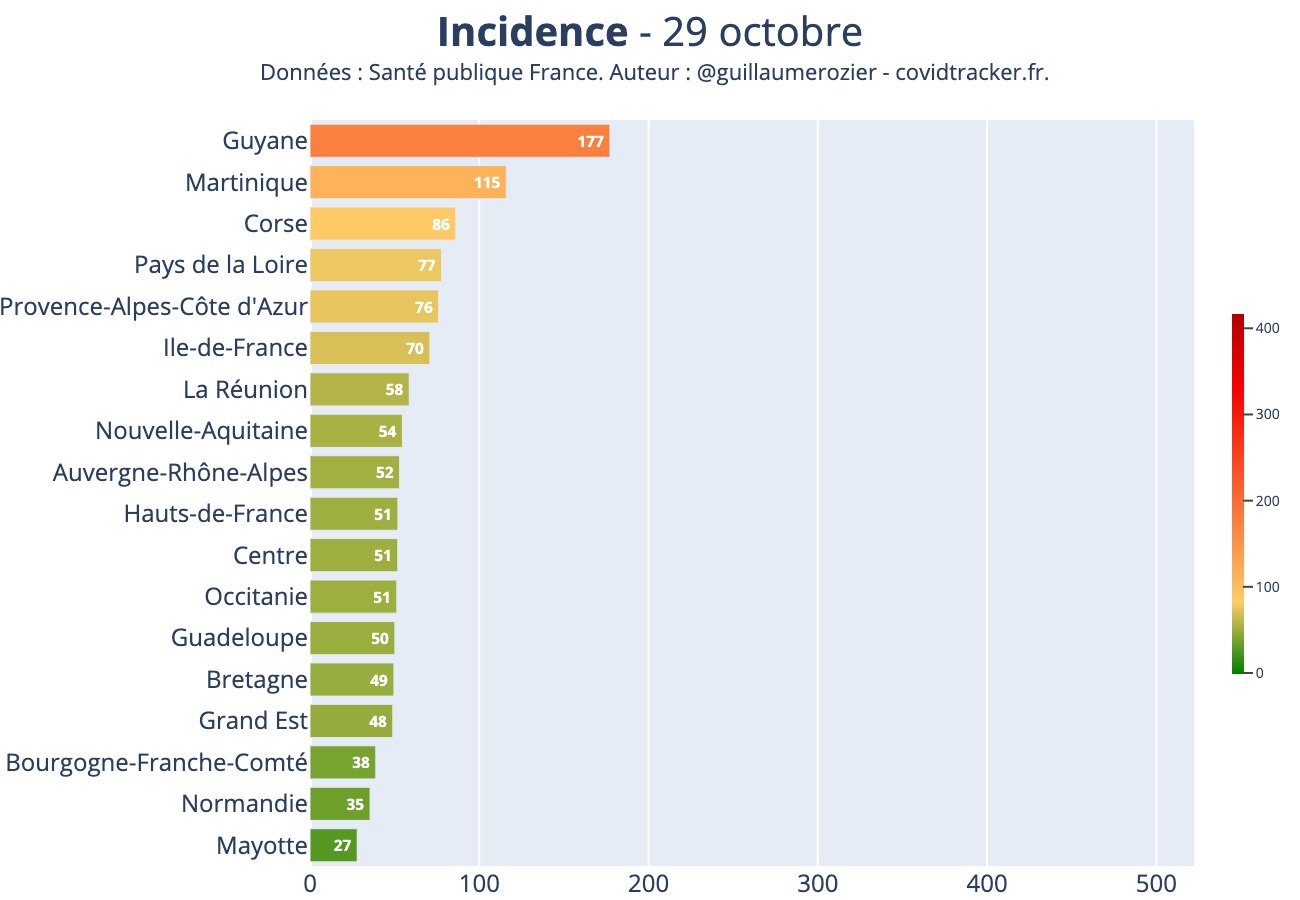 Incidence - 29 octobre
Données : Santé publique France. Auteur : @guillaumerozier - covidtracker.fr.
Guyane 177
Martinique 115
Corse 86
Pays de la Loire 77
Provence-Alpes-Côte d'Azur 76
Ile-de-France 70
La Réunion 58
Nouvelle-Aquitaine 54
Auvergne-Rhône-Alpes 52
Hauts-de-France 51
Centre 51
Occitanie 51
Guadeloupe 50
Bretagne 49
Grand Est 48
Bourgogne-Franche-Comté 38
Normandie 35
Mayotte 27
0 100 200 300 400 500
400
300
200
100
0